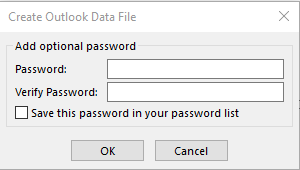 Create Outlook Data File
Add optional password
Password:
Verify Password:
Save this password in your password list
OK Cancel